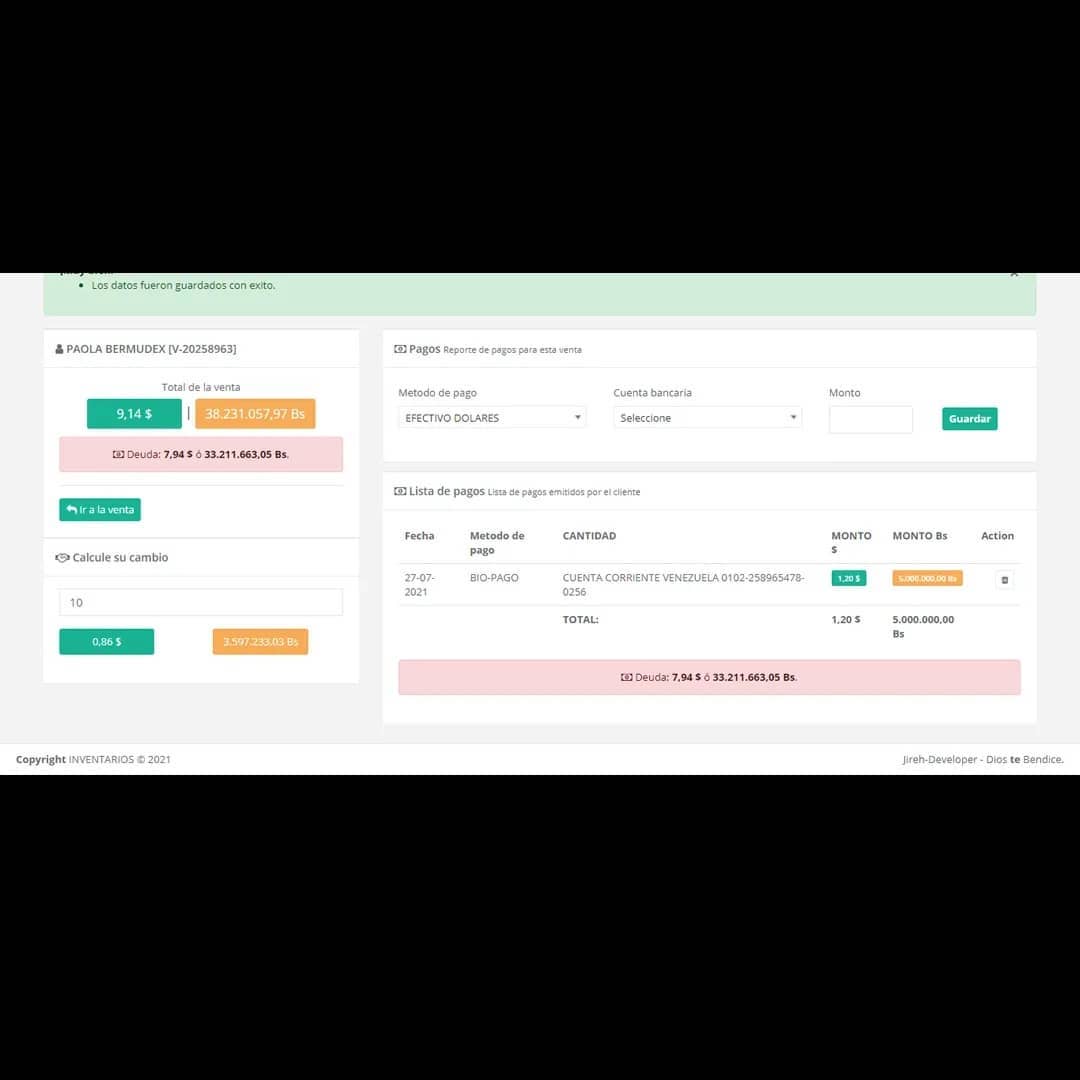 Los datos fueron guardados con exito.
PAOLA BERMUDEX [V-20258963]
Total de la venta
9,14 $ | 38.231.057,97 Bs
Deuda: 7,94 $ ó 33.211.663,05 Bs.
Ir a la venta
Calcule su cambio
10
0,86 $ 3.597.233,03 Bs
Pagos Reporte de pagos para esta venta
Metodo de pago Cuenta bancaria Monto
EFECTIVO DOLARES Seleccione Guardar
Lista de pagos Lista de pagos emitidos por el cliente
Fecha Metodo de pago CANTIDAD MONTO $ MONTO Bs Action
27-07-2021 BIO-PAGO CUENTA CORRIENTE VENEZUELA 0102-258965478-0256 1,20 $ 5.000.000,00 Bs
TOTAL: 1,20 $ 5.000.000,00 Bs
Deuda: 7,94 $ ó 33.211.663,05 Bs.
Copyright INVENTARIOS © 2021
Jireh-Developer - Dios te Bendice.